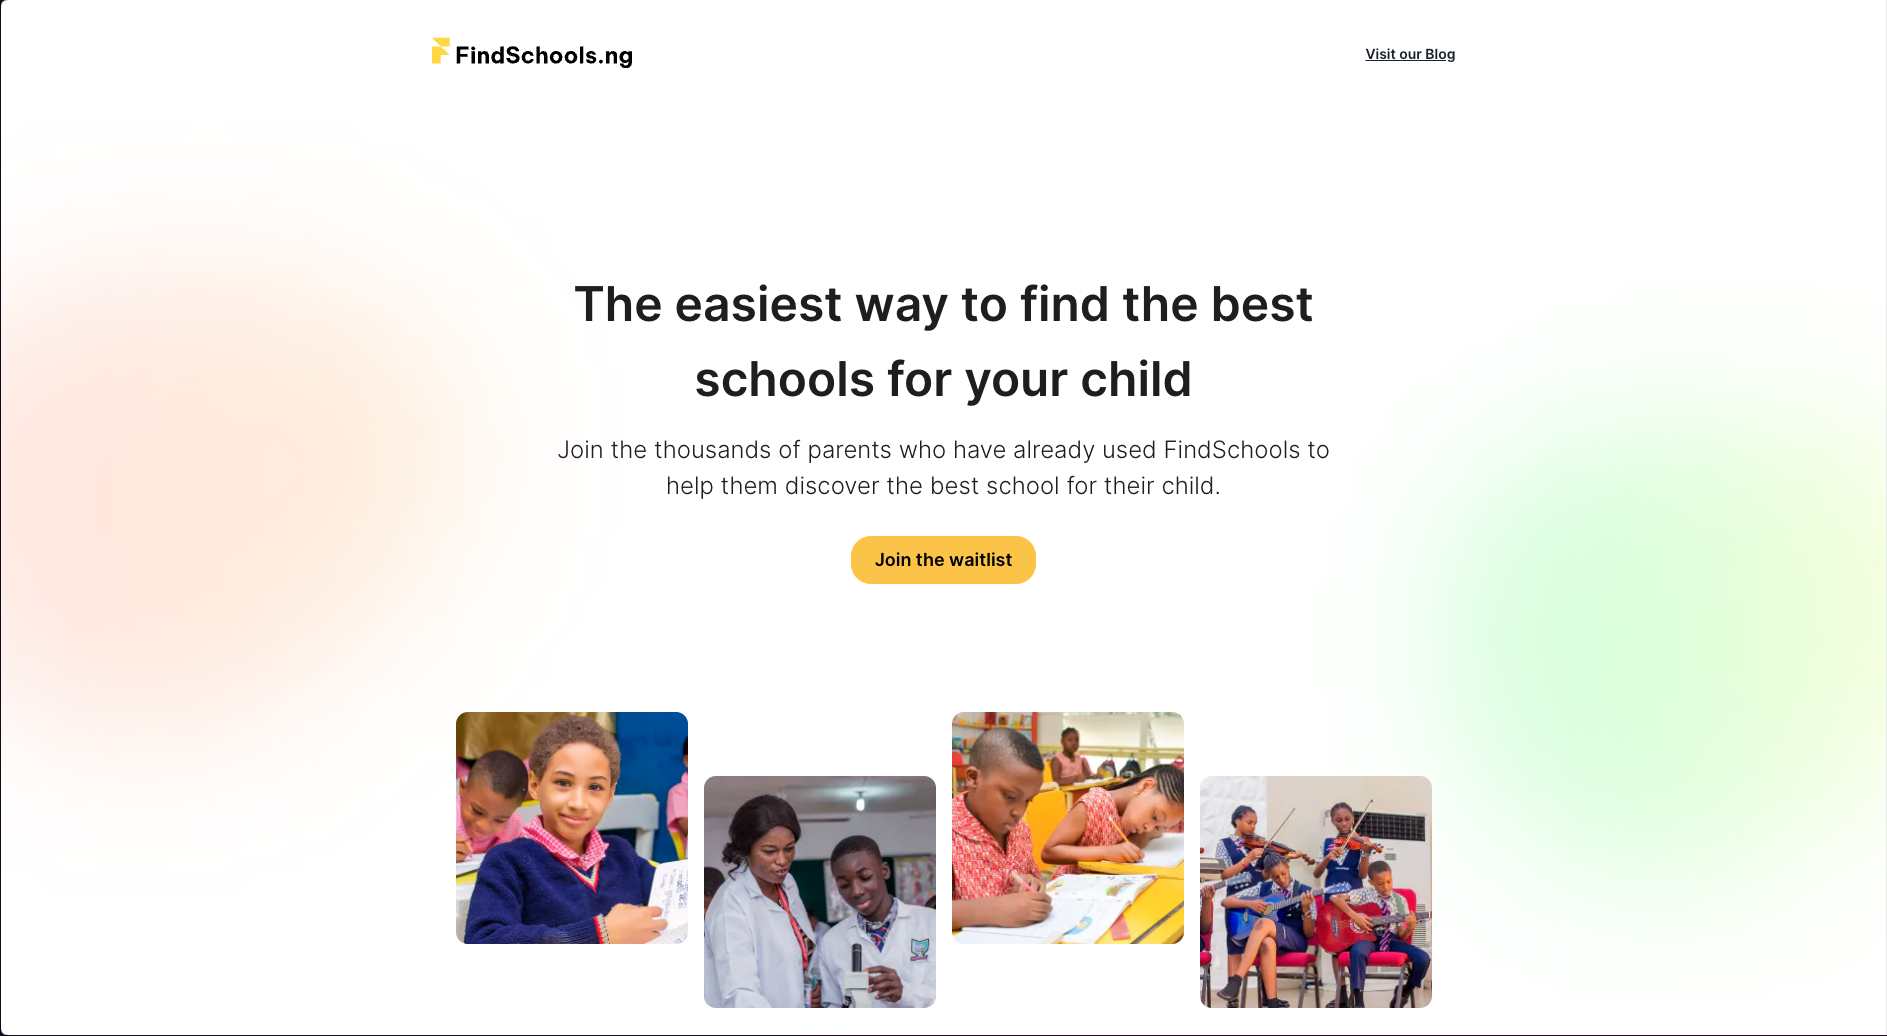 FindSchools.ng
Visit our Blog
The easiest way to find the best
schools for your child
Join the thousands of parents who have already used FindSchools to
help them discover the best school for their child.
Join the waitlist